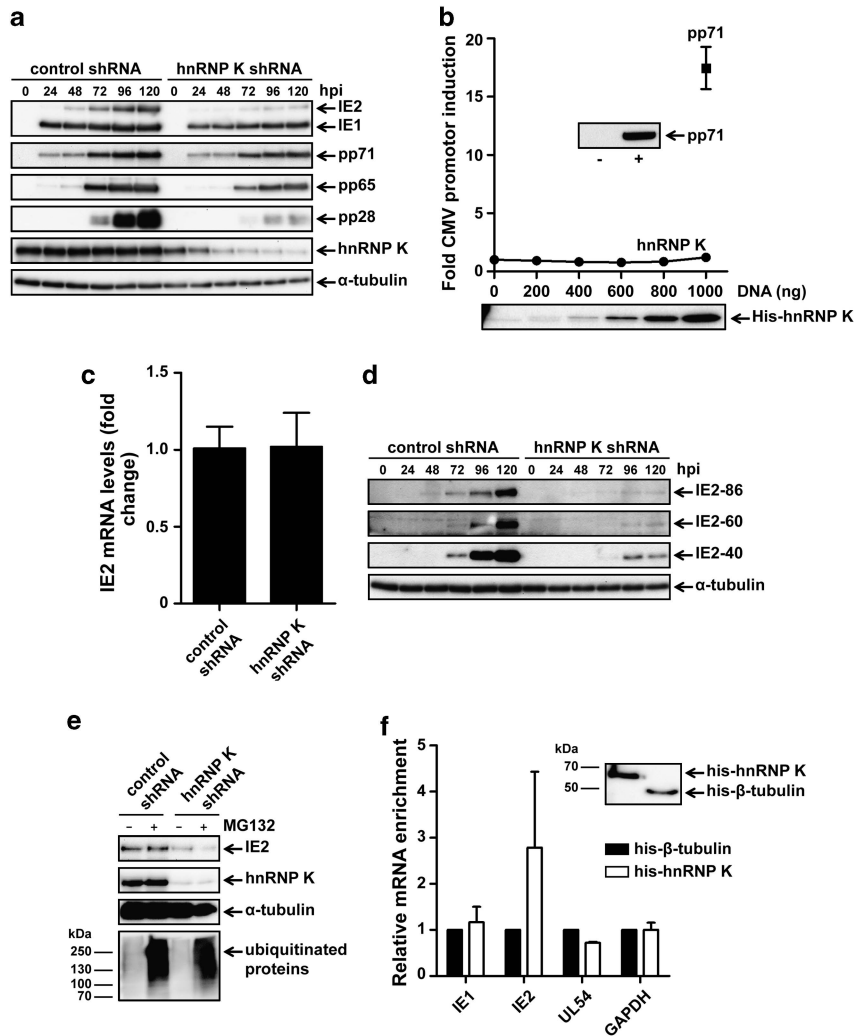 a
control shRNA hnRNP K shRNA
0 24 48 72 96 120 0 24 48 72 96 120 hpi
IE2
IE1
pp71
pp65
pp28
hnRNP K
α-tubulin
b
Fold CMV promotor induction
20
15
10
5
0
pp71
pp71
- +
hnRNP K
0 200 400 600 800 1000 DNA (ng)
His-hnRNP K
c
IE2 mRNA levels (fold
change)
1.5
1.0
0.5
0
control
shRNA
hnRNP K
shRNA
d
control shRNA hnRNP K shRNA
0 24 48 72 96 120 0 24 48 72 96 120 hpi
IE2-86
IE2-60
IE2-40
α-tubulin
e
control
shRNA
hnRNP K
shRNA
– + – + MG132
IE2
hnRNP K
α-tubulin
kDa
250
130
100
70
ubiquitinated
proteins
f
Relative mRNA enrichment
5
4
3
2
1
0
kDa
70
50
his-hnRNP K
his-β-tubulin
his-β-tubulin
his-hnRNP K
IE1
IE2
UL54
GAPDH